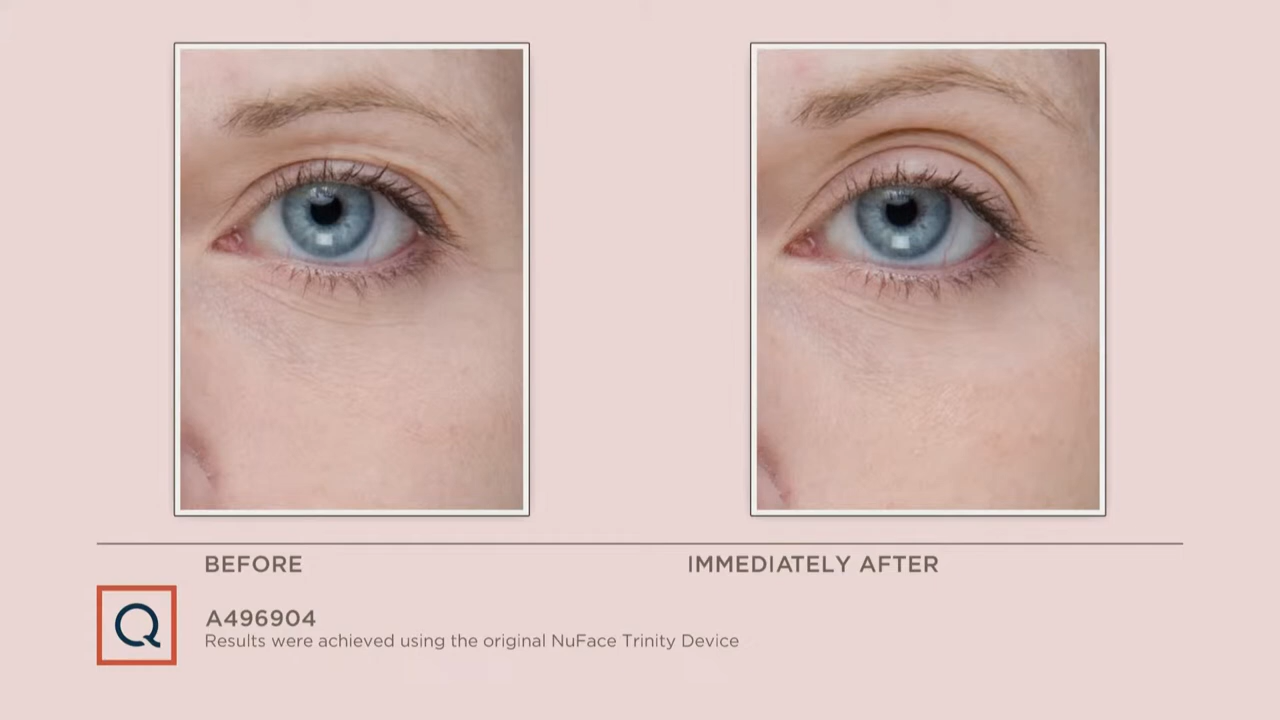 BEFORE
IMMEDIATELY AFTER
Q
A496904
Results were achieved using the original NuFace Trinity Device